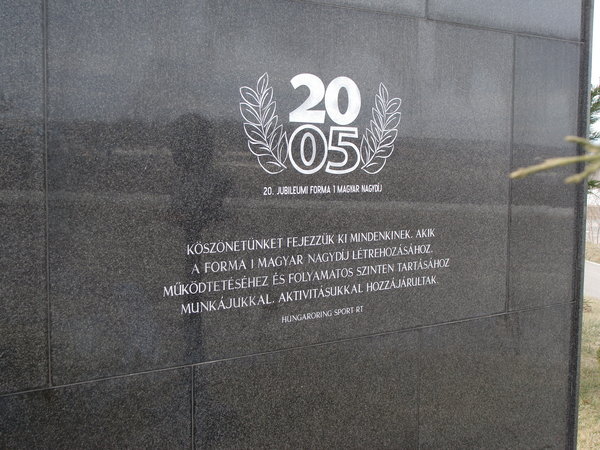 20
05
20. JUBILEUMI FORMA 1 MAGYAR NAGYDÍJ
KÖSZÖNETÜNKET FEJEZZÜK KI MINDENKINEK, AKIK
A FORMA 1 MAGYAR NAGYDÍJ LÉTREHOZÁSÁHOZ,
MŰKÖDTETÉSÉHEZ ÉS FOLYAMATOS SZINTEN TARTÁSÁHOZ
MUNKÁJUKKAL, AKTIVITÁSUKKAL HOZZÁJÁRULTAK.
HUNGARORING SPORT RT